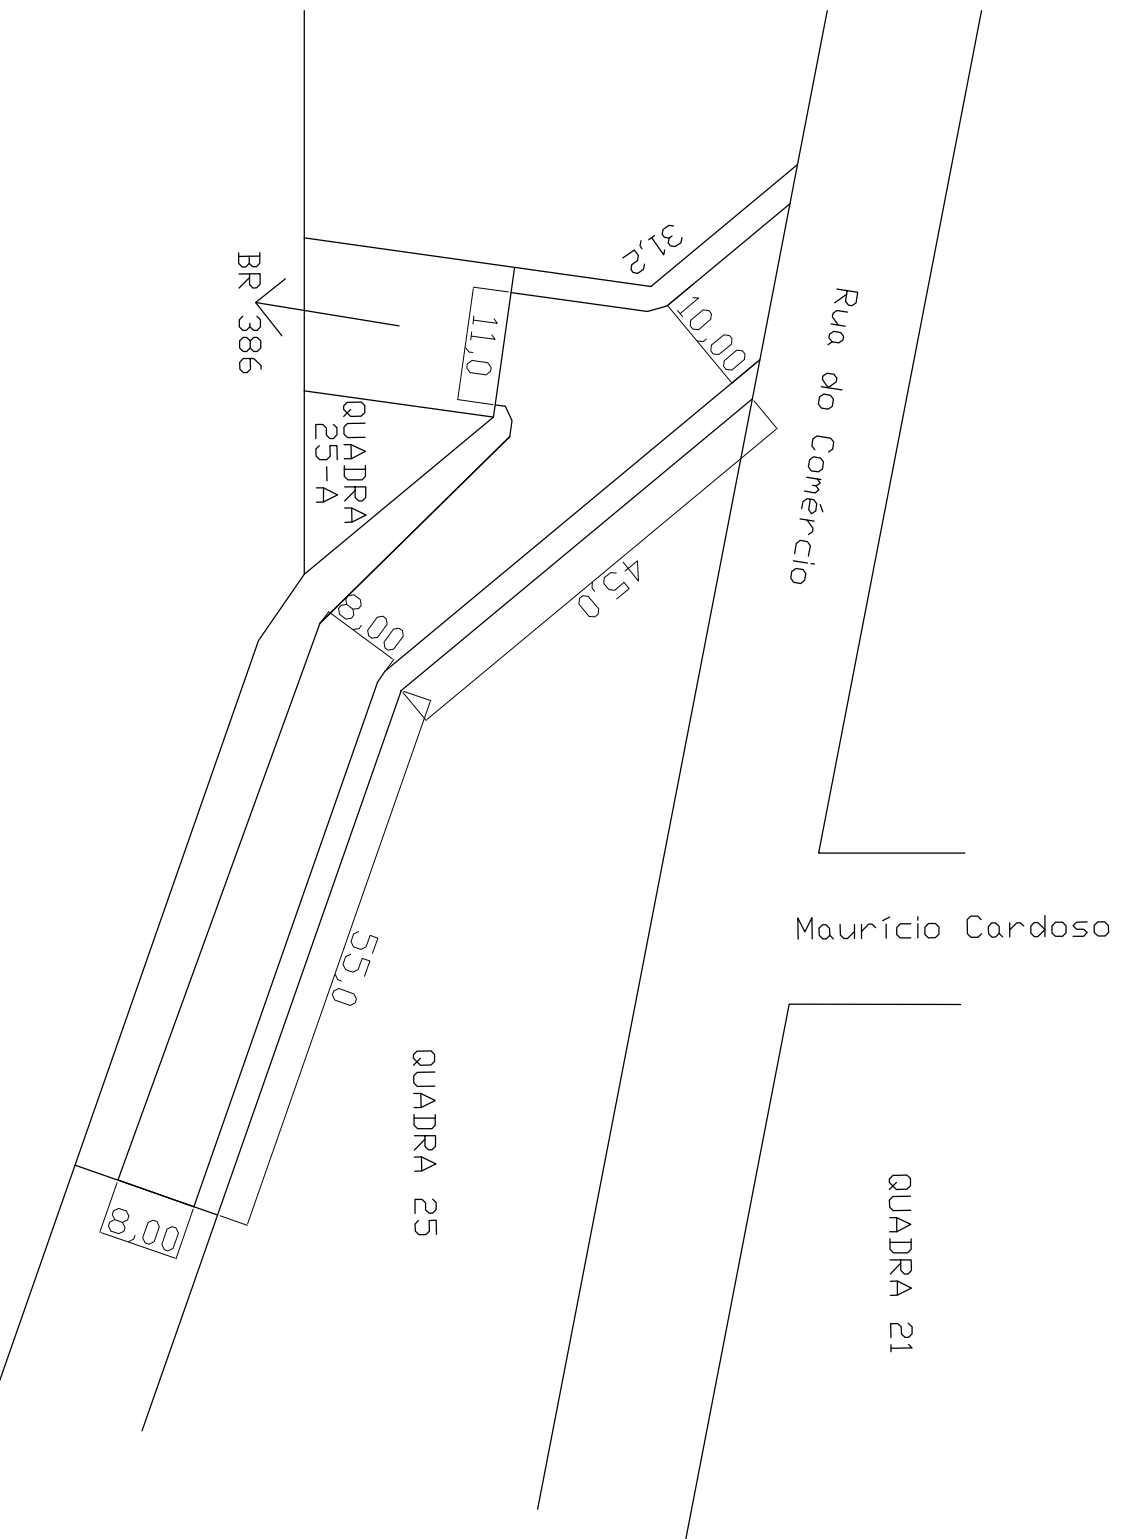 31,2
10,00
Rua do Comércio
BR 386
11,0
QUADRA
25-A
45,0
8,00
Maurício Cardoso
55,0
QUADRA 25
QUADRA 21
8,00